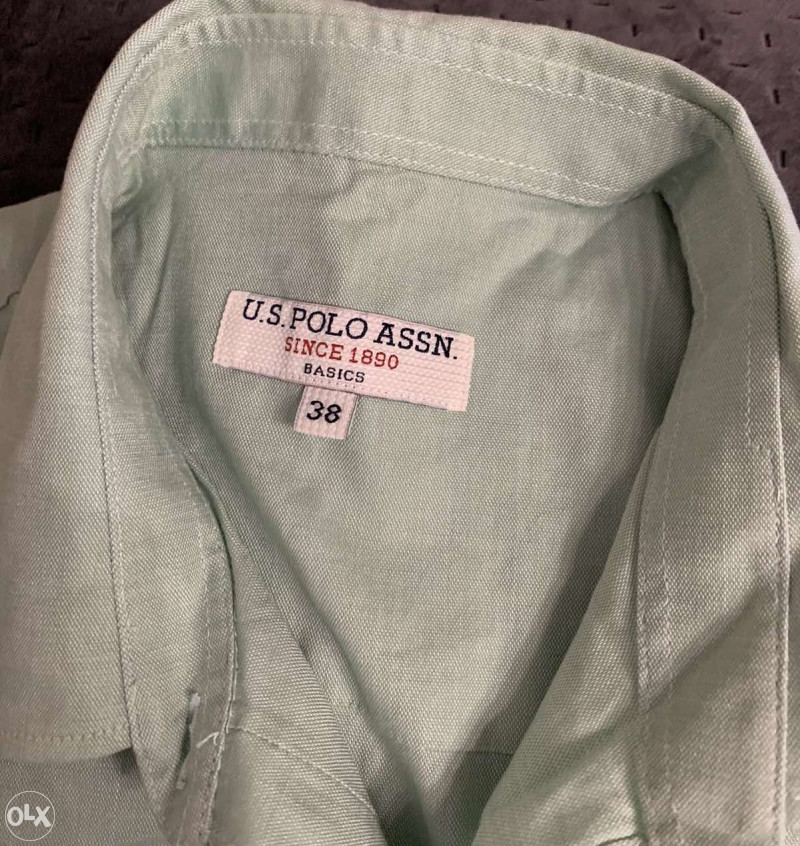 U.S. POLO ASSN.
SINCE 1890
BASICS
38
OLX